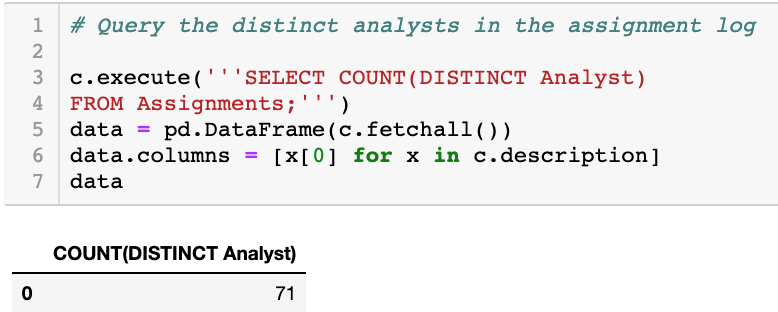 1 # Query the distinct analysts in the assignment log
2
3 c.execute('''SELECT COUNT(DISTINCT Analyst)
4 FROM Assignments;''')
5 data = pd.DataFrame(c.fetchall())
6 data.columns = [x[0] for x in c.description]
7 data
COUNT(DISTINCT Analyst)
0 71